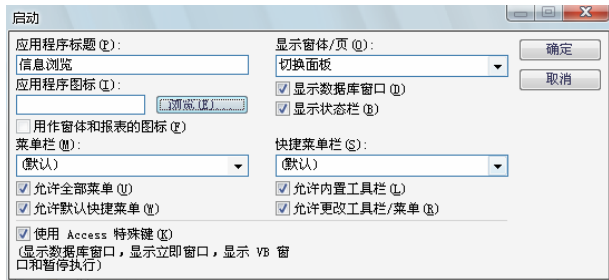 启动
应用程序标题(P):
显示窗体/页(O):
信息浏览
切换面板
确定
应用程序图标(I):
显示数据库窗口(D)
取消
浏览(E)...
显示状态栏(B)
用作窗体和报表的图标(F)
菜单栏(M):
快捷菜单栏(S):
(默认)
(默认)
允许全部菜单(U)
允许内置工具栏(L)
允许默认快捷菜单(W)
允许更改工具栏/菜单(R)
使用 Access 特殊键(K)
(显示数据库窗口,显示立即窗口,显示 VB 窗
口和暂停执行)